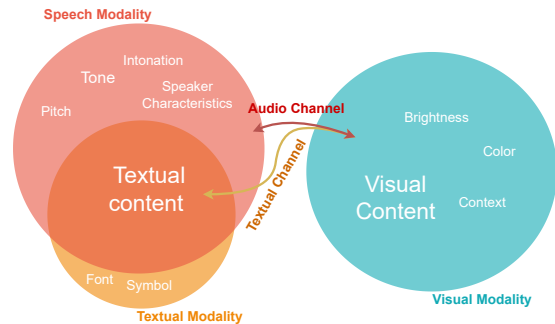 Speech Modality
Intonation
Tone
Speaker
Characteristics
Pitch
Textual
content
Font
Symbol
Textual Modality
Audio Channel
Textual Channel
Brightness
Color
Visual
Content
Context
Visual Modality